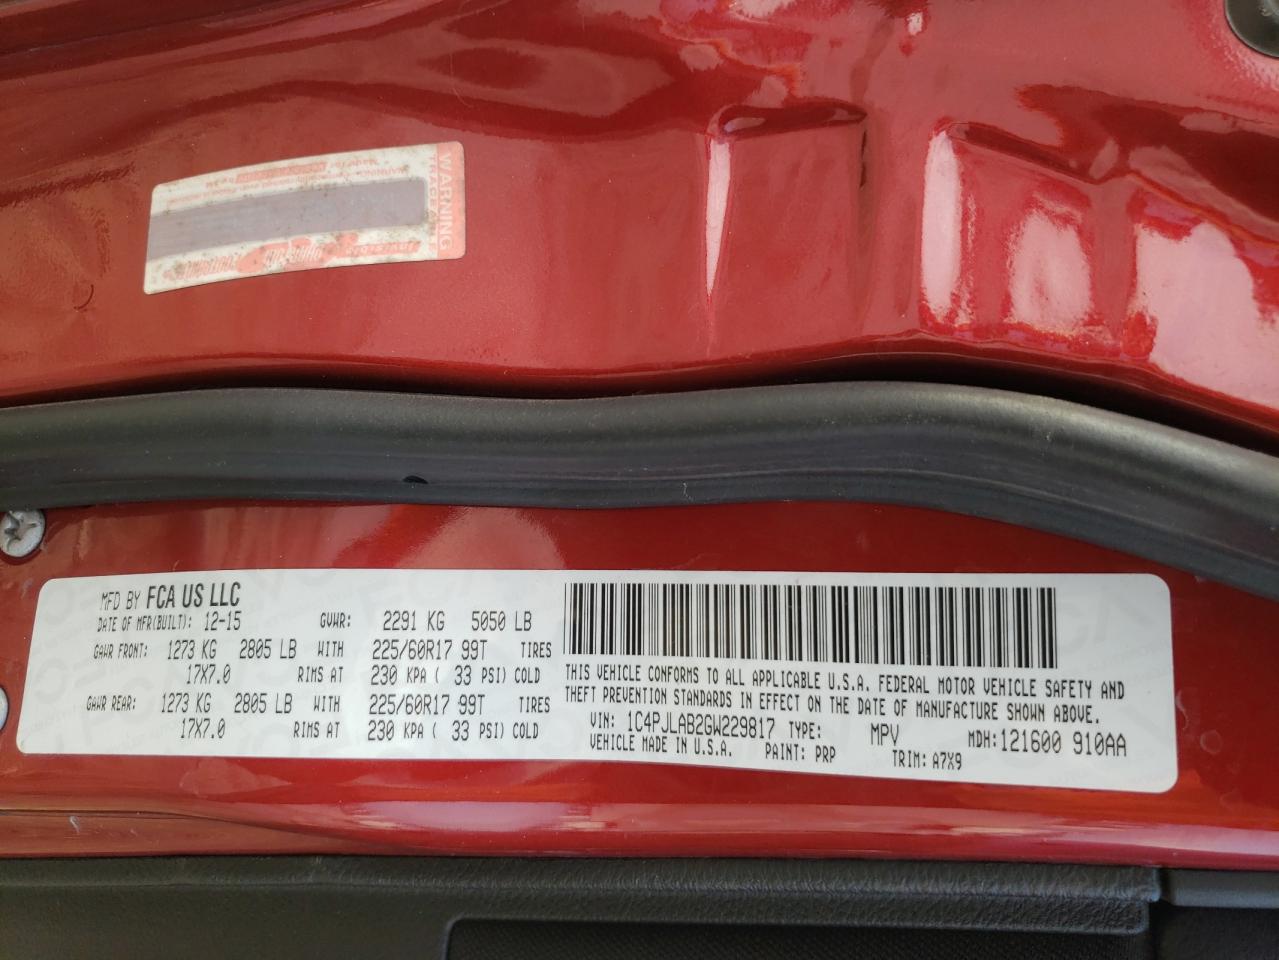 WARNING
MFD BY FCA US LLC
DATE OF MFR(BUILT): 12-15 GVWR: 2291 KG 5050 LB
GAWR FRONT: 1273 KG 2805 LB WITH 225/60R17 99T TIRES
17X7.0 RIMS AT 230 KPA ( 33 PSI) COLD
GAWR REAR: 1273 KG 2805 LB WITH 225/60R17 99T TIRES
17X7.0 RIMS AT 230 KPA ( 33 PSI) COLD
THIS VEHICLE CONFORMS TO ALL APPLICABLE U.S.A. FEDERAL MOTOR VEHICLE SAFETY AND
THEFT PREVENTION STANDARDS IN EFFECT ON THE DATE OF MANUFACTURE SHOWN ABOVE.
VIN: 1C4PJLAB2GW229817 TYPE: MPV MDH:121600 910AA
VEHICLE MADE IN U.S.A. PAINT: PRP TRIM: A7X9